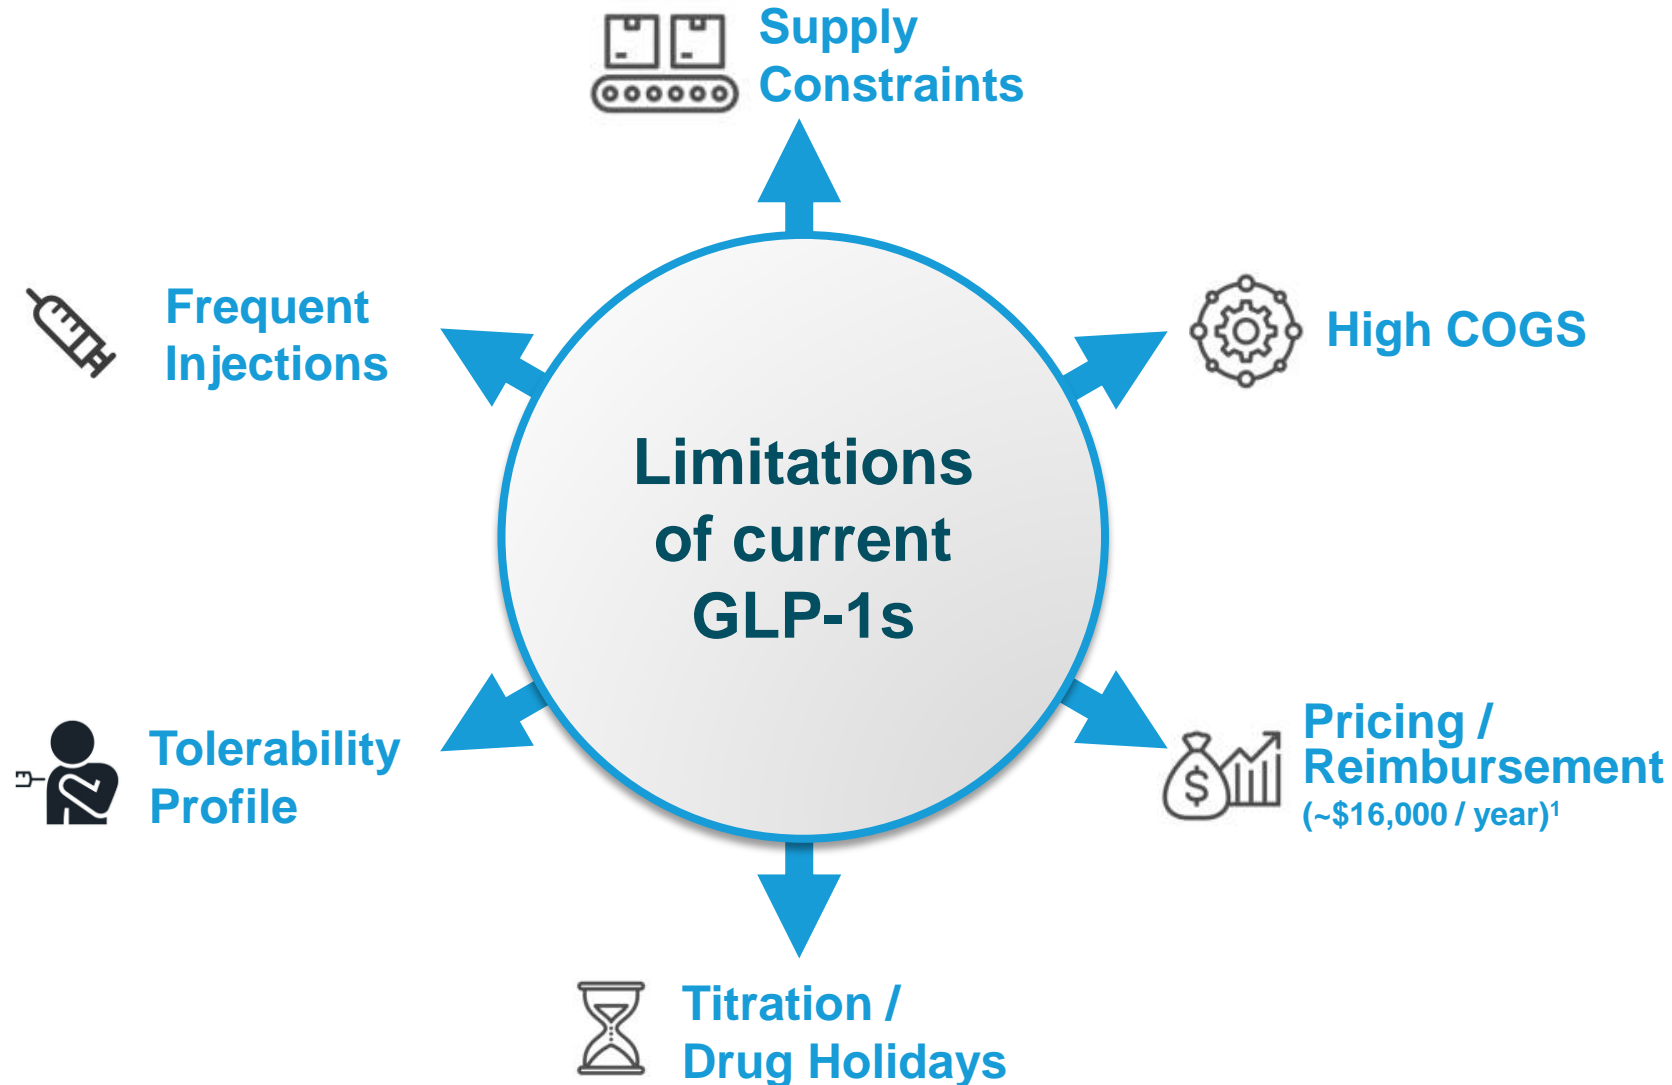 Supply
Constraints
Frequent
Injections
High COGS
Limitations
of current
GLP-1s
Tolerability
Profile
Pricing /
Reimbursement
(~$16,000 / year)¹
Titration /
Drug Holidays